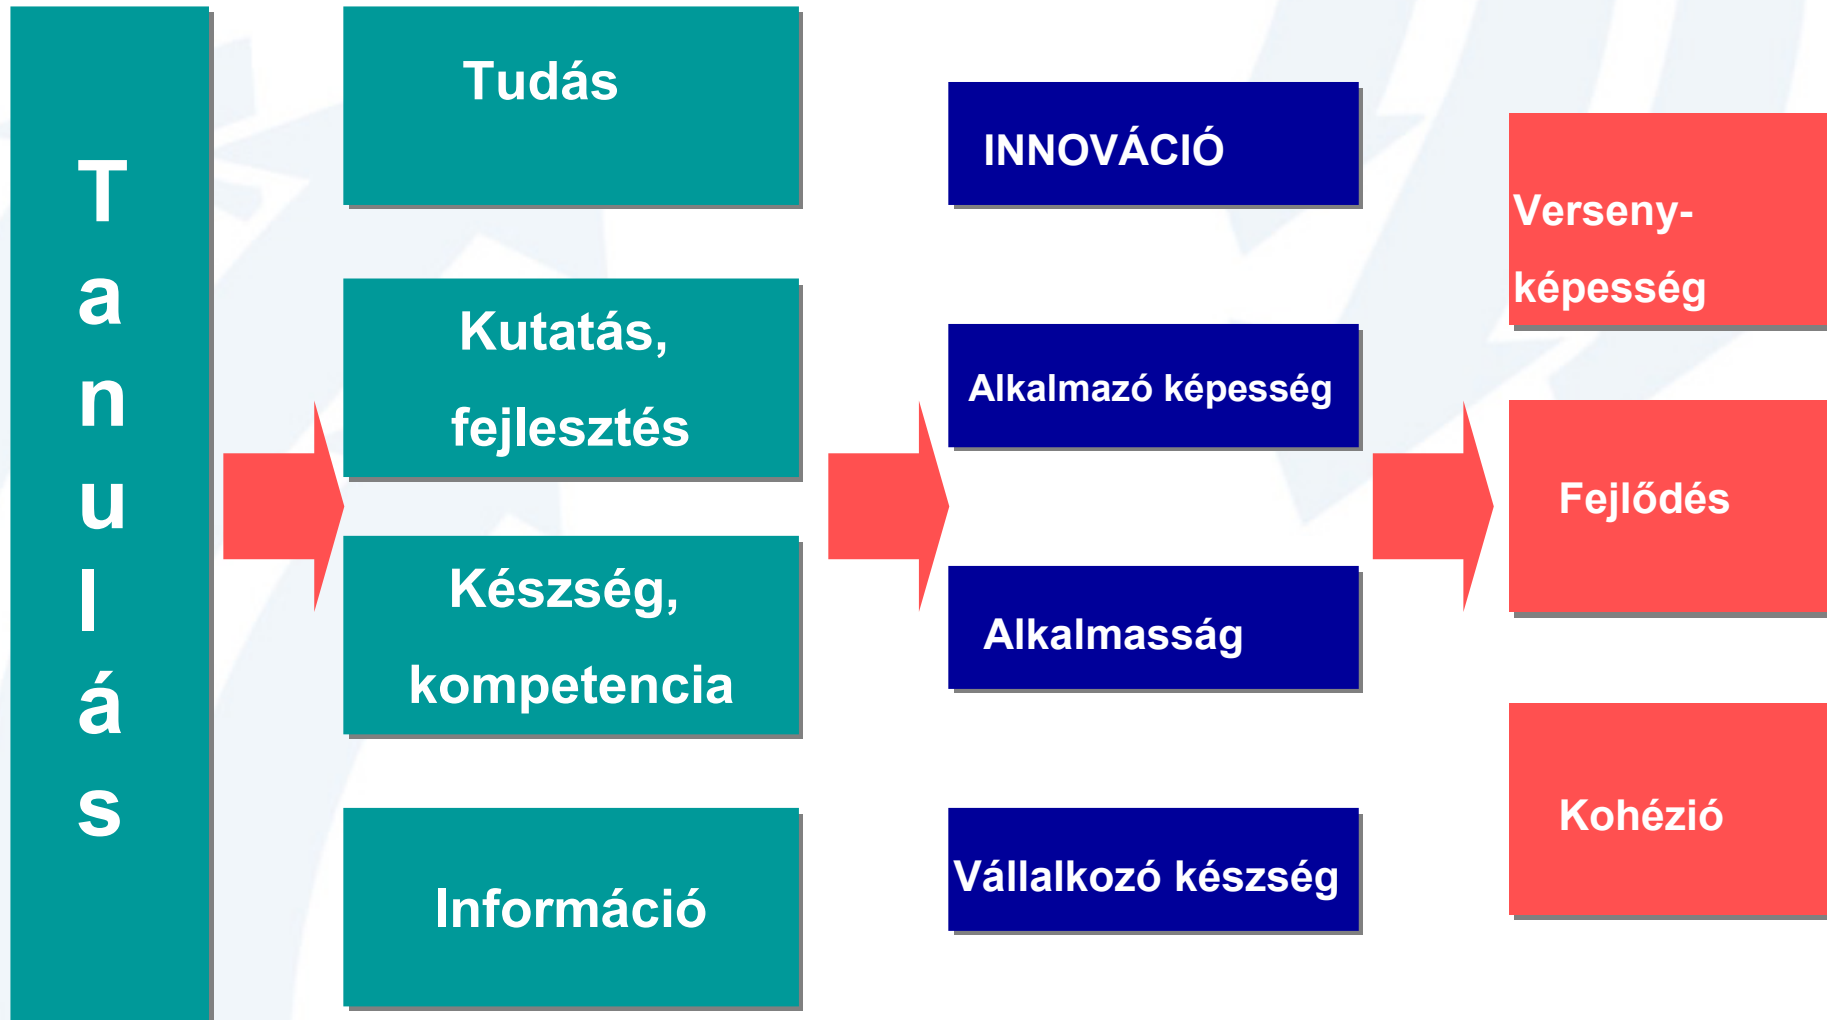 T
a
n
u
l
á
s
Tudás
Kutatás,
fejlesztés
Készség,
kompetencia
Információ
INNOVÁCIÓ
Alkalmazó képesség
Alkalmasság
Vállalkozó készség
Verseny-
képesség
Fejlődés
Kohézió